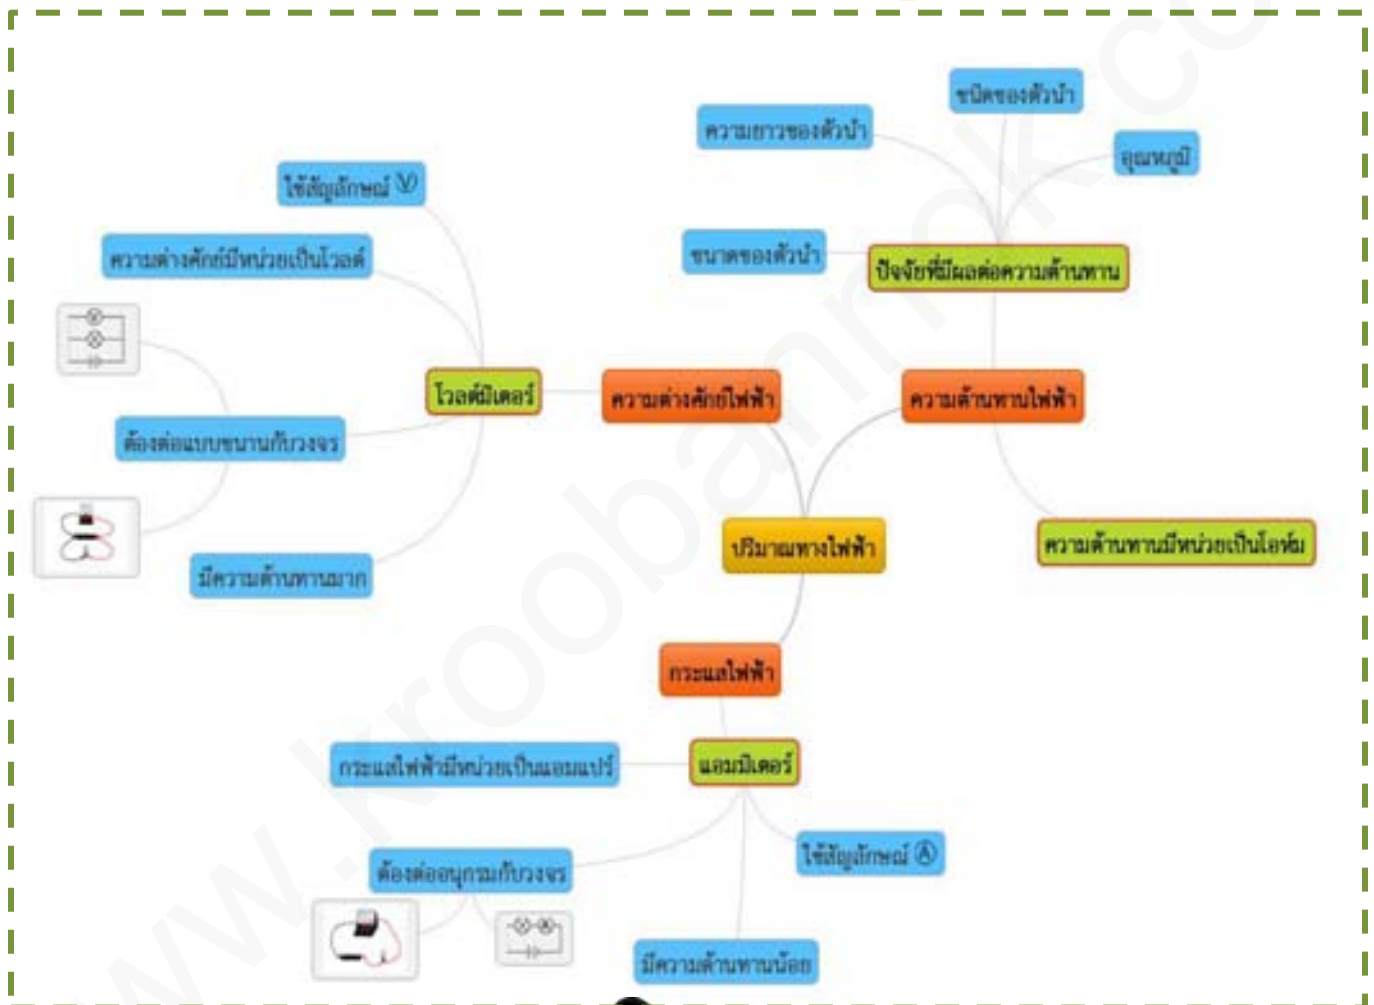 ชนิดของตัวนำ
ความยาวของตัวนำ
อุณหภูมิ
ใช้สัญลักษณ์ Ⓥ
ขนาดของตัวนำ
ความต่างศักย์มีหน่วยเป็นโวลต์
ปัจจัยที่มีผลต่อความต้านทาน
โวลต์มิเตอร์
ความต่างศักย์ไฟฟ้า
ความต้านทานไฟฟ้า
ต้องต่อแบบขนานกับวงจร
ปริมาณทางไฟฟ้า
ความต้านทานมีหน่วยเป็นโอห์ม
มีความต้านทานมาก
กระแสไฟฟ้า
กระแสไฟฟ้ามีหน่วยเป็นแอมแปร์
แอมมิเตอร์
ใช้สัญลักษณ์ Ⓐ
ต้องต่ออนุกรมกับวงจร
มีความต้านทานน้อย